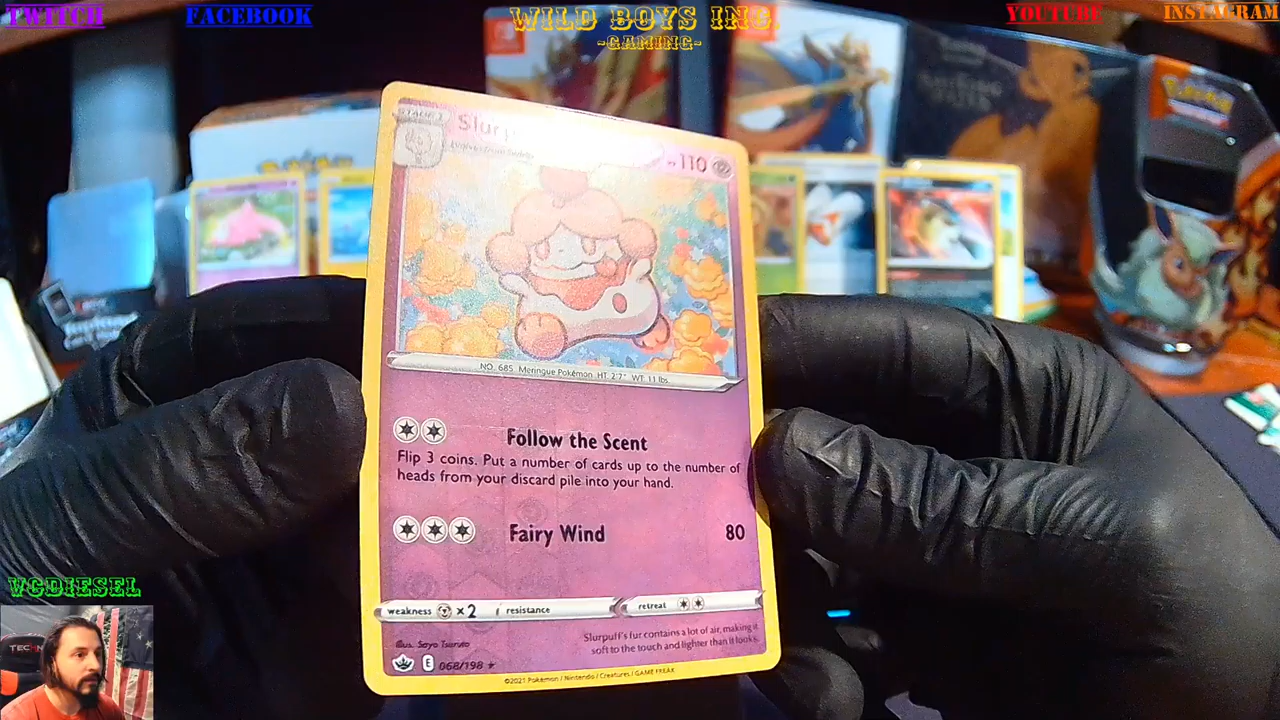 TWITCH
FACEBOOK
WILD BOYS INC.
-GAMING-
YOUTUBE
INSTAGRAM
Pokémon
STAGE 1
110
NO. 685 Meringue Pokémon HT 2'7" WT 11 lbs.
Follow the Scent
Flip 3 coins. Put a number of cards up to the number of
heads from your discard pile into your hand.
Fairy Wind 80
weakness ×2 resistance retreat
Illus. Sayo Tsuruta
Slurpuff's fur contains a lot of air, making it
soft to the touch and lighter than it looks.
E 068/198 ★
©2021 Pokémon / Nintendo / Creatures / GAME FREAK
VGDIESEL